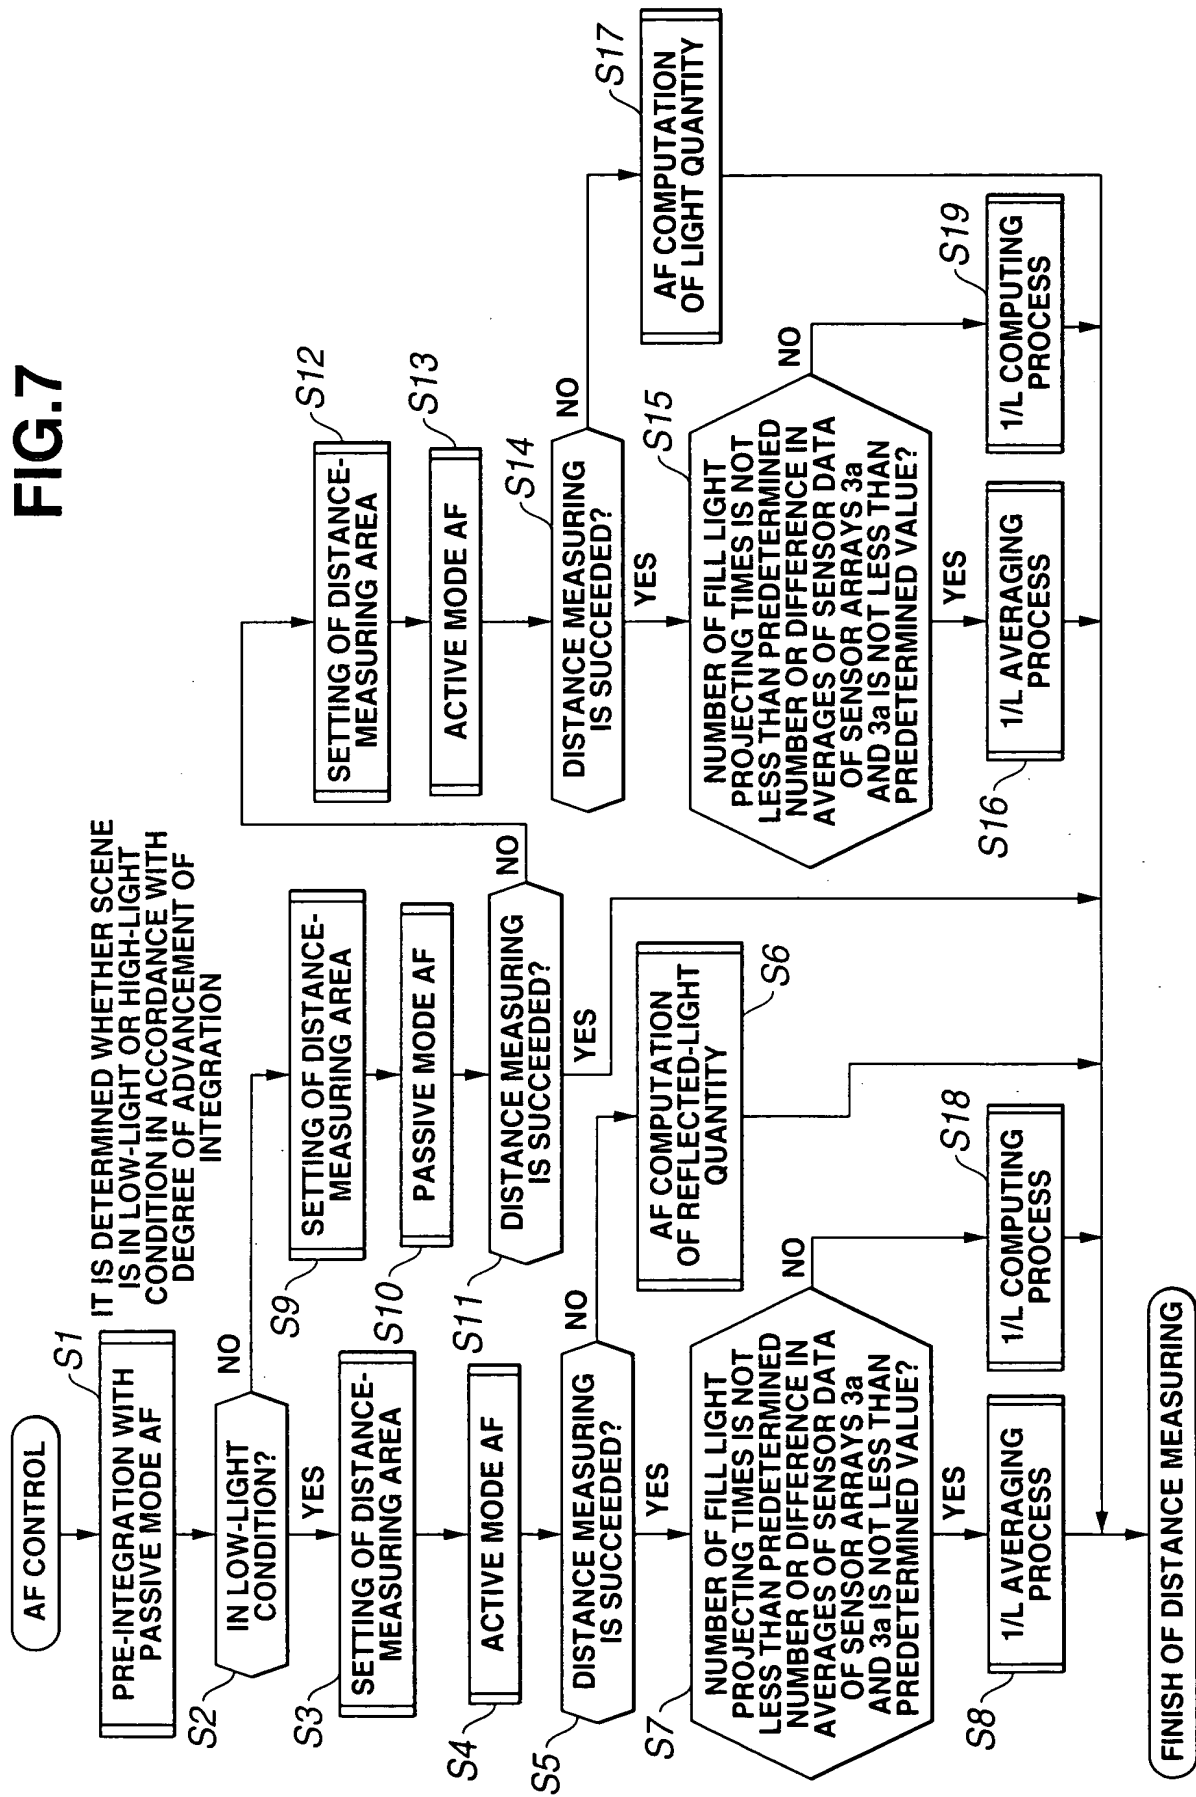 FIG.7
AF CONTROL
S1
PRE-INTEGRATION WITH
PASSIVE MODE AF
IT IS DETERMINED WHETHER SCENE
IS IN LOW-LIGHT OR HIGH-LIGHT
CONDITION IN ACCORDANCE WITH
DEGREE OF ADVANCEMENT OF
INTEGRATION
S2
IN LOW-LIGHT
CONDITION?
NO
YES
S3
SETTING OF DISTANCE-
MEASURING AREA
S4
ACTIVE MODE AF
S5
DISTANCE MEASURING
IS SUCCEEDED?
NO
YES
S6
AF COMPUTATION
OF REFLECTED-LIGHT
QUANTITY
S7
NUMBER OF FILL LIGHT
PROJECTING TIMES IS NOT
LESS THAN PREDETERMINED
NUMBER OR DIFFERENCE IN
AVERAGES OF SENSOR DATA
OF SENSOR ARRAYS 3a
AND 3a IS NOT LESS THAN
PREDETERMINED VALUE?
NO
YES
S8
1/L AVERAGING
PROCESS
S18
1/L COMPUTING
PROCESS
S9
SETTING OF DISTANCE-
MEASURING AREA
S10
PASSIVE MODE AF
S11
DISTANCE MEASURING
IS SUCCEEDED?
NO
YES
S12
SETTING OF DISTANCE-
MEASURING AREA
S13
ACTIVE MODE AF
S14
DISTANCE MEASURING
IS SUCCEEDED?
NO
YES
S17
AF COMPUTATION
OF LIGHT QUANTITY
S15
NUMBER OF FILL LIGHT
PROJECTING TIMES IS NOT
LESS THAN PREDETERMINED
NUMBER OR DIFFERENCE IN
AVERAGES OF SENSOR DATA
OF SENSOR ARRAYS 3a
AND 3a IS NOT LESS THAN
PREDETERMINED VALUE?
NO
YES
S16
1/L AVERAGING
PROCESS
S19
1/L COMPUTING
PROCESS
FINISH OF DISTANCE MEASURING